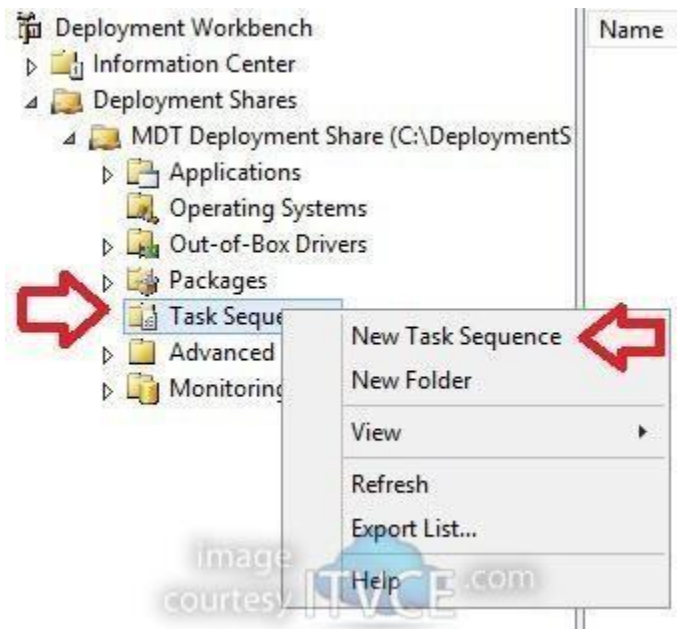 Deployment Workbench
Name
Information Center
Deployment Shares
MDT Deployment Share (C:\DeploymentS
Applications
Operating Systems
Out-of-Box Drivers
Packages
Task Seque
New Task Sequence
Advanced
New Folder
Monitoring
View
Refresh
Export List...
Help
image
courtesy ITVCE.com